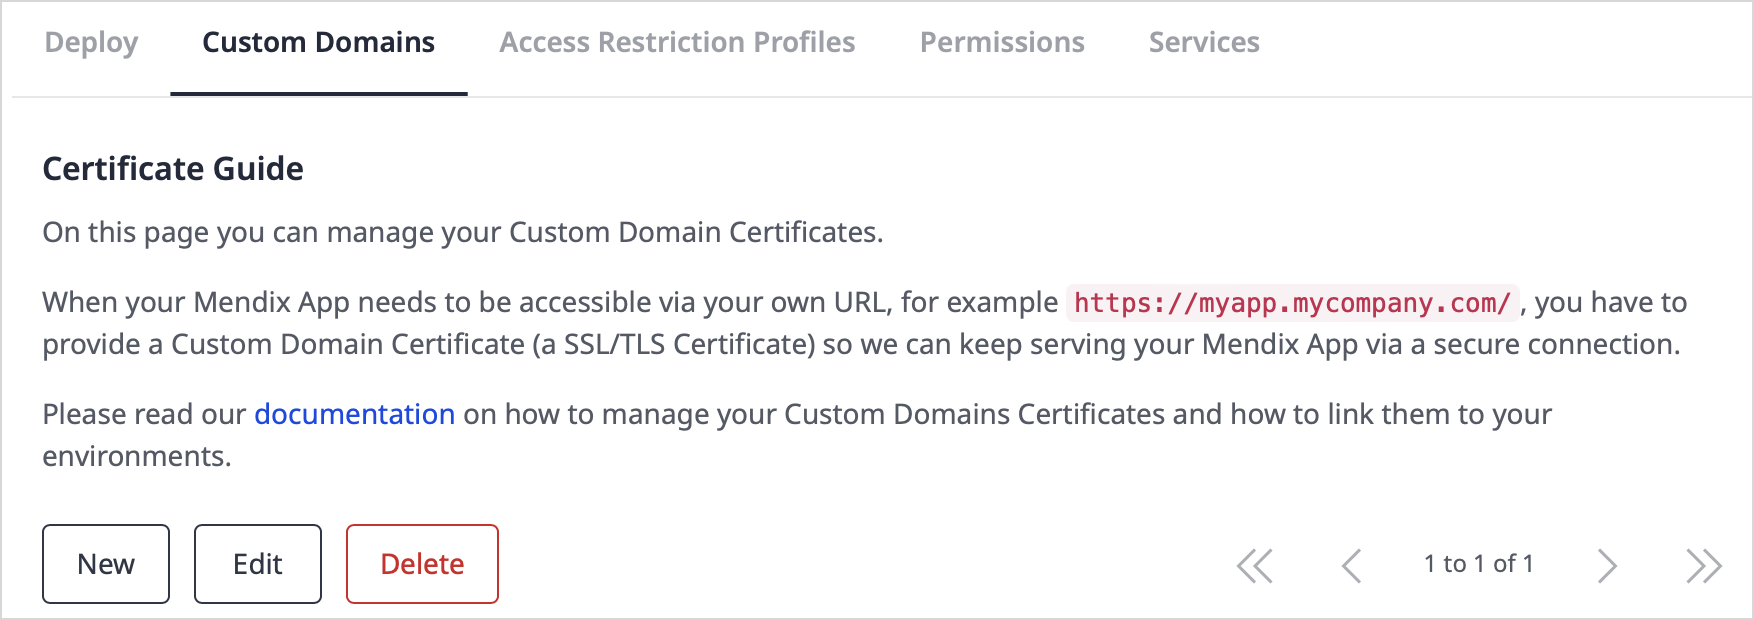 Deploy Custom Domains Access Restriction Profiles Permissions Services
Certificate Guide
On this page you can manage your Custom Domain Certificates.
When your Mendix App needs to be accessible via your own URL, for example https://myapp.mycompany.com/, you have to
provide a Custom Domain Certificate (a SSL/TLS Certificate) so we can keep serving your Mendix App via a secure connection.
Please read our documentation on how to manage your Custom Domains Certificates and how to link them to your
environments.
New Edit Delete 1 to 1 of 1